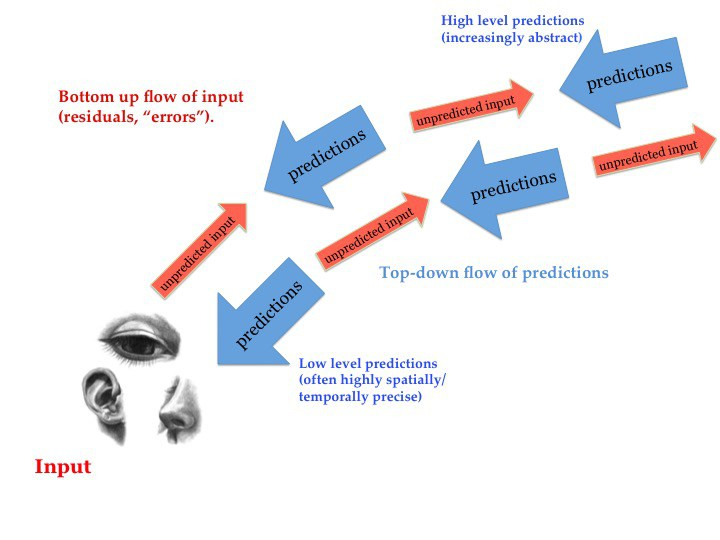 High level predictions
(increasingly abstract)
predictions
Bottom up flow of input
(residuals, “errors”).
unpredicted input
predictions
unpredicted input
predictions
unpredicted input
unpredicted input
Top-down flow of predictions
predictions
Low level predictions
(often highly spatially/
temporally precise)
Input